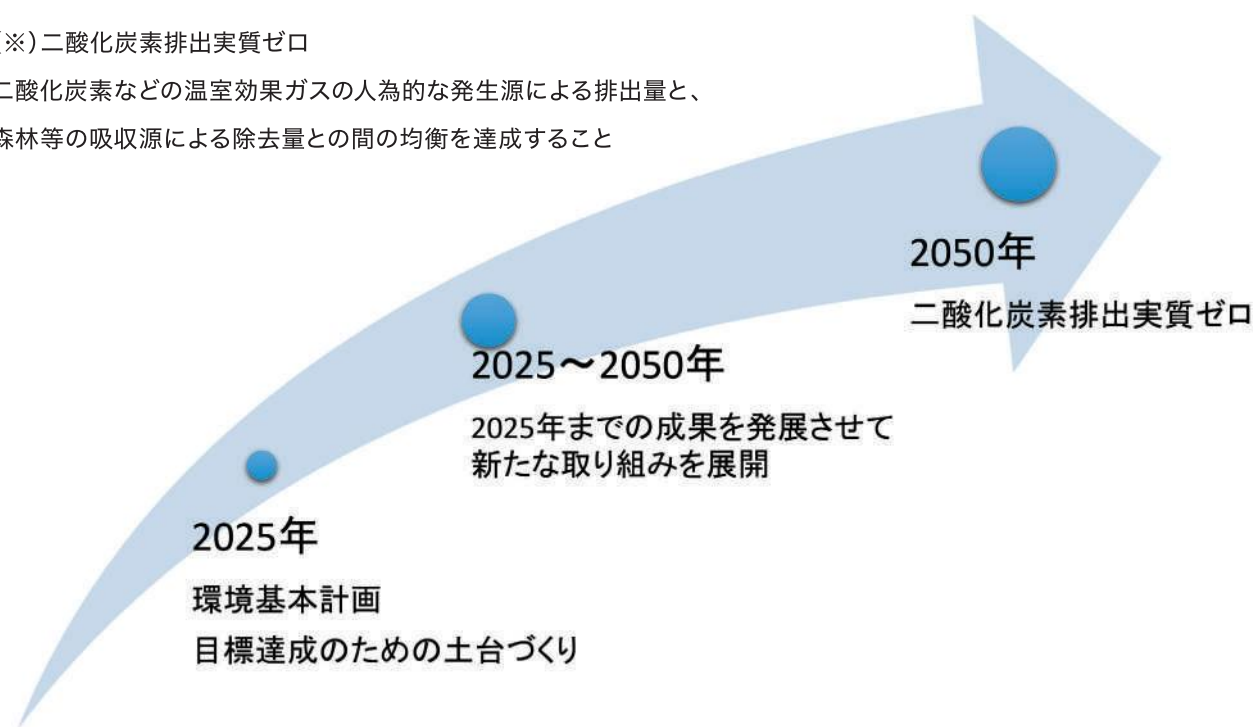 (※)二酸化炭素排出実質ゼロ
二酸化炭素などの温室効果ガスの人為的な発生源による排出量と、
森林等の吸収源による除去量との間の均衡を達成すること
2050年
二酸化炭素排出実質ゼロ
2025～2050年
2025年までの成果を発展させて
新たな取り組みを展開
2025年
環境基本計画
目標達成のための土台づくり